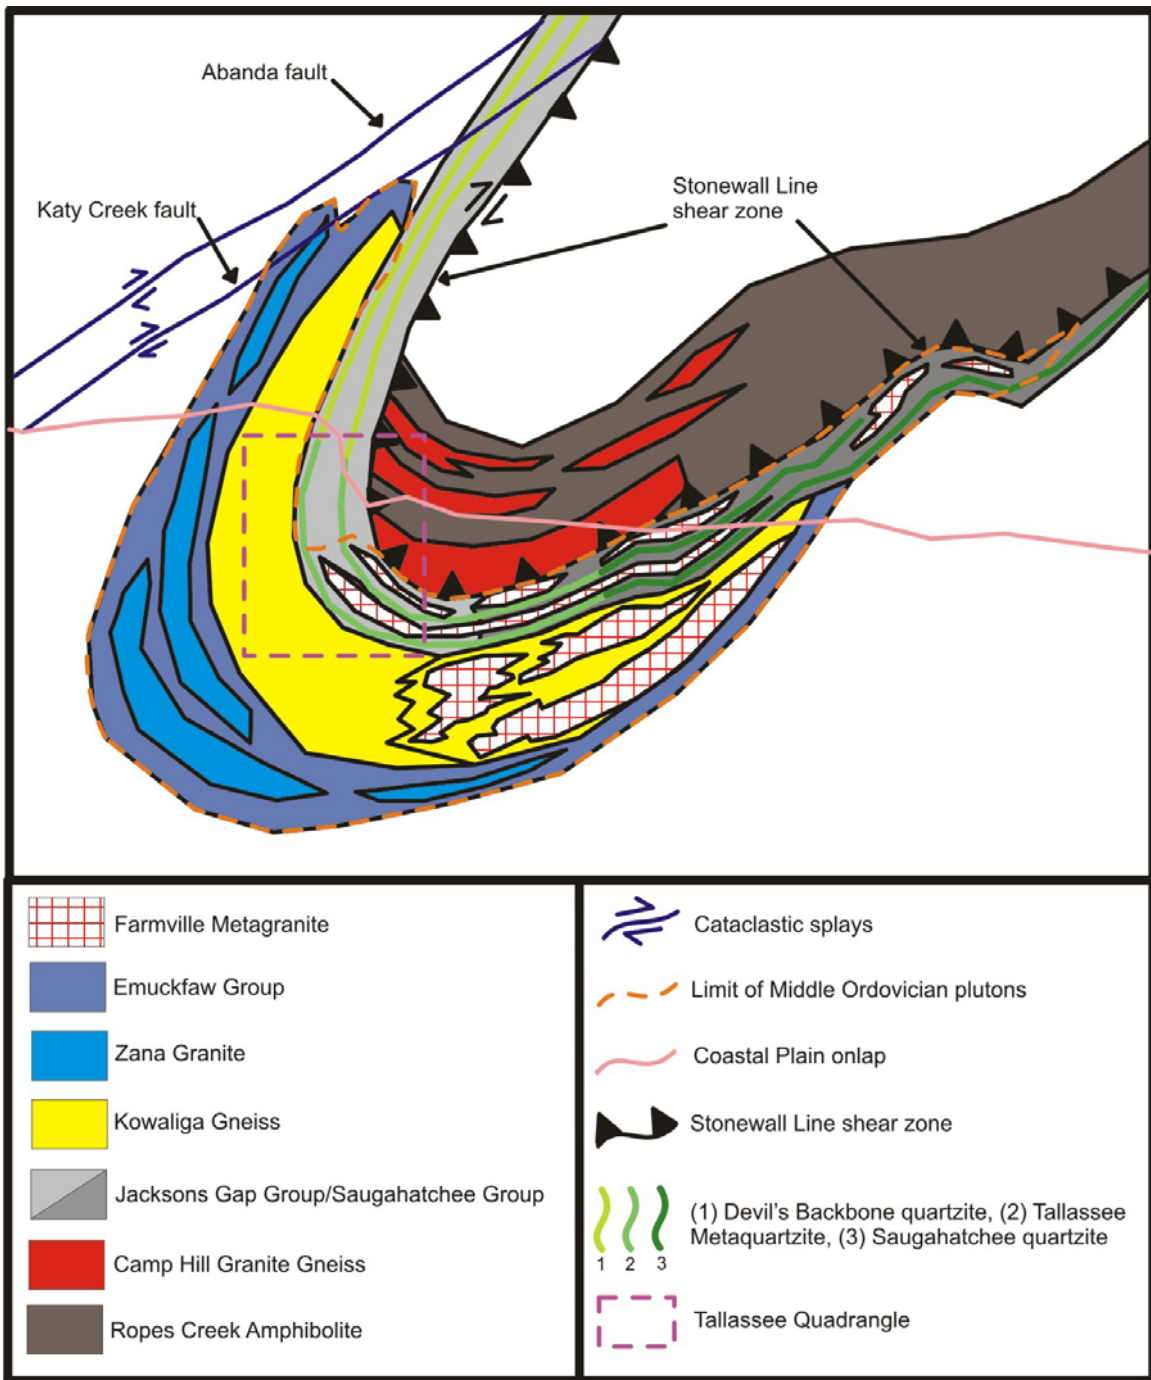 Abanda fault
Katy Creek fault
Stonewall Line
shear zone
Farmville Metagranite
Emuckfaw Group
Zana Granite
Kowaliga Gneiss
Jacksons Gap Group/Saugahatchee Group
Camp Hill Granite Gneiss
Ropes Creek Amphibolite
Cataclastic splays
Limit of Middle Ordovician plutons
Coastal Plain onlap
Stonewall Line shear zone
(1) Devil's Backbone quartzite, (2) Tallassee
Metaquartzite, (3) Saugahatchee quartzite
1 2 3
Tallassee Quadrangle